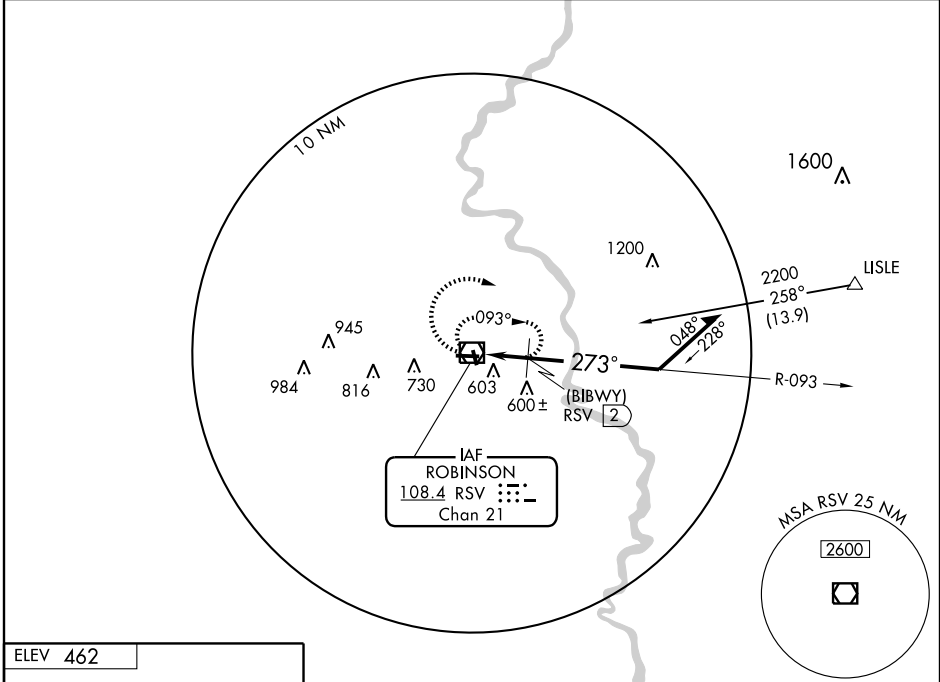 10 NM
1600
1200
2200
258°
(13.9)
LISLE
093°
048°
228°
273°
R-093
945
984
816
730
603
600 ±
(BIBWY)
RSV 2
IAF
ROBINSON
108.4 RSV
Chan 21
MSA RSV 25 NM
2600
ELEV 462